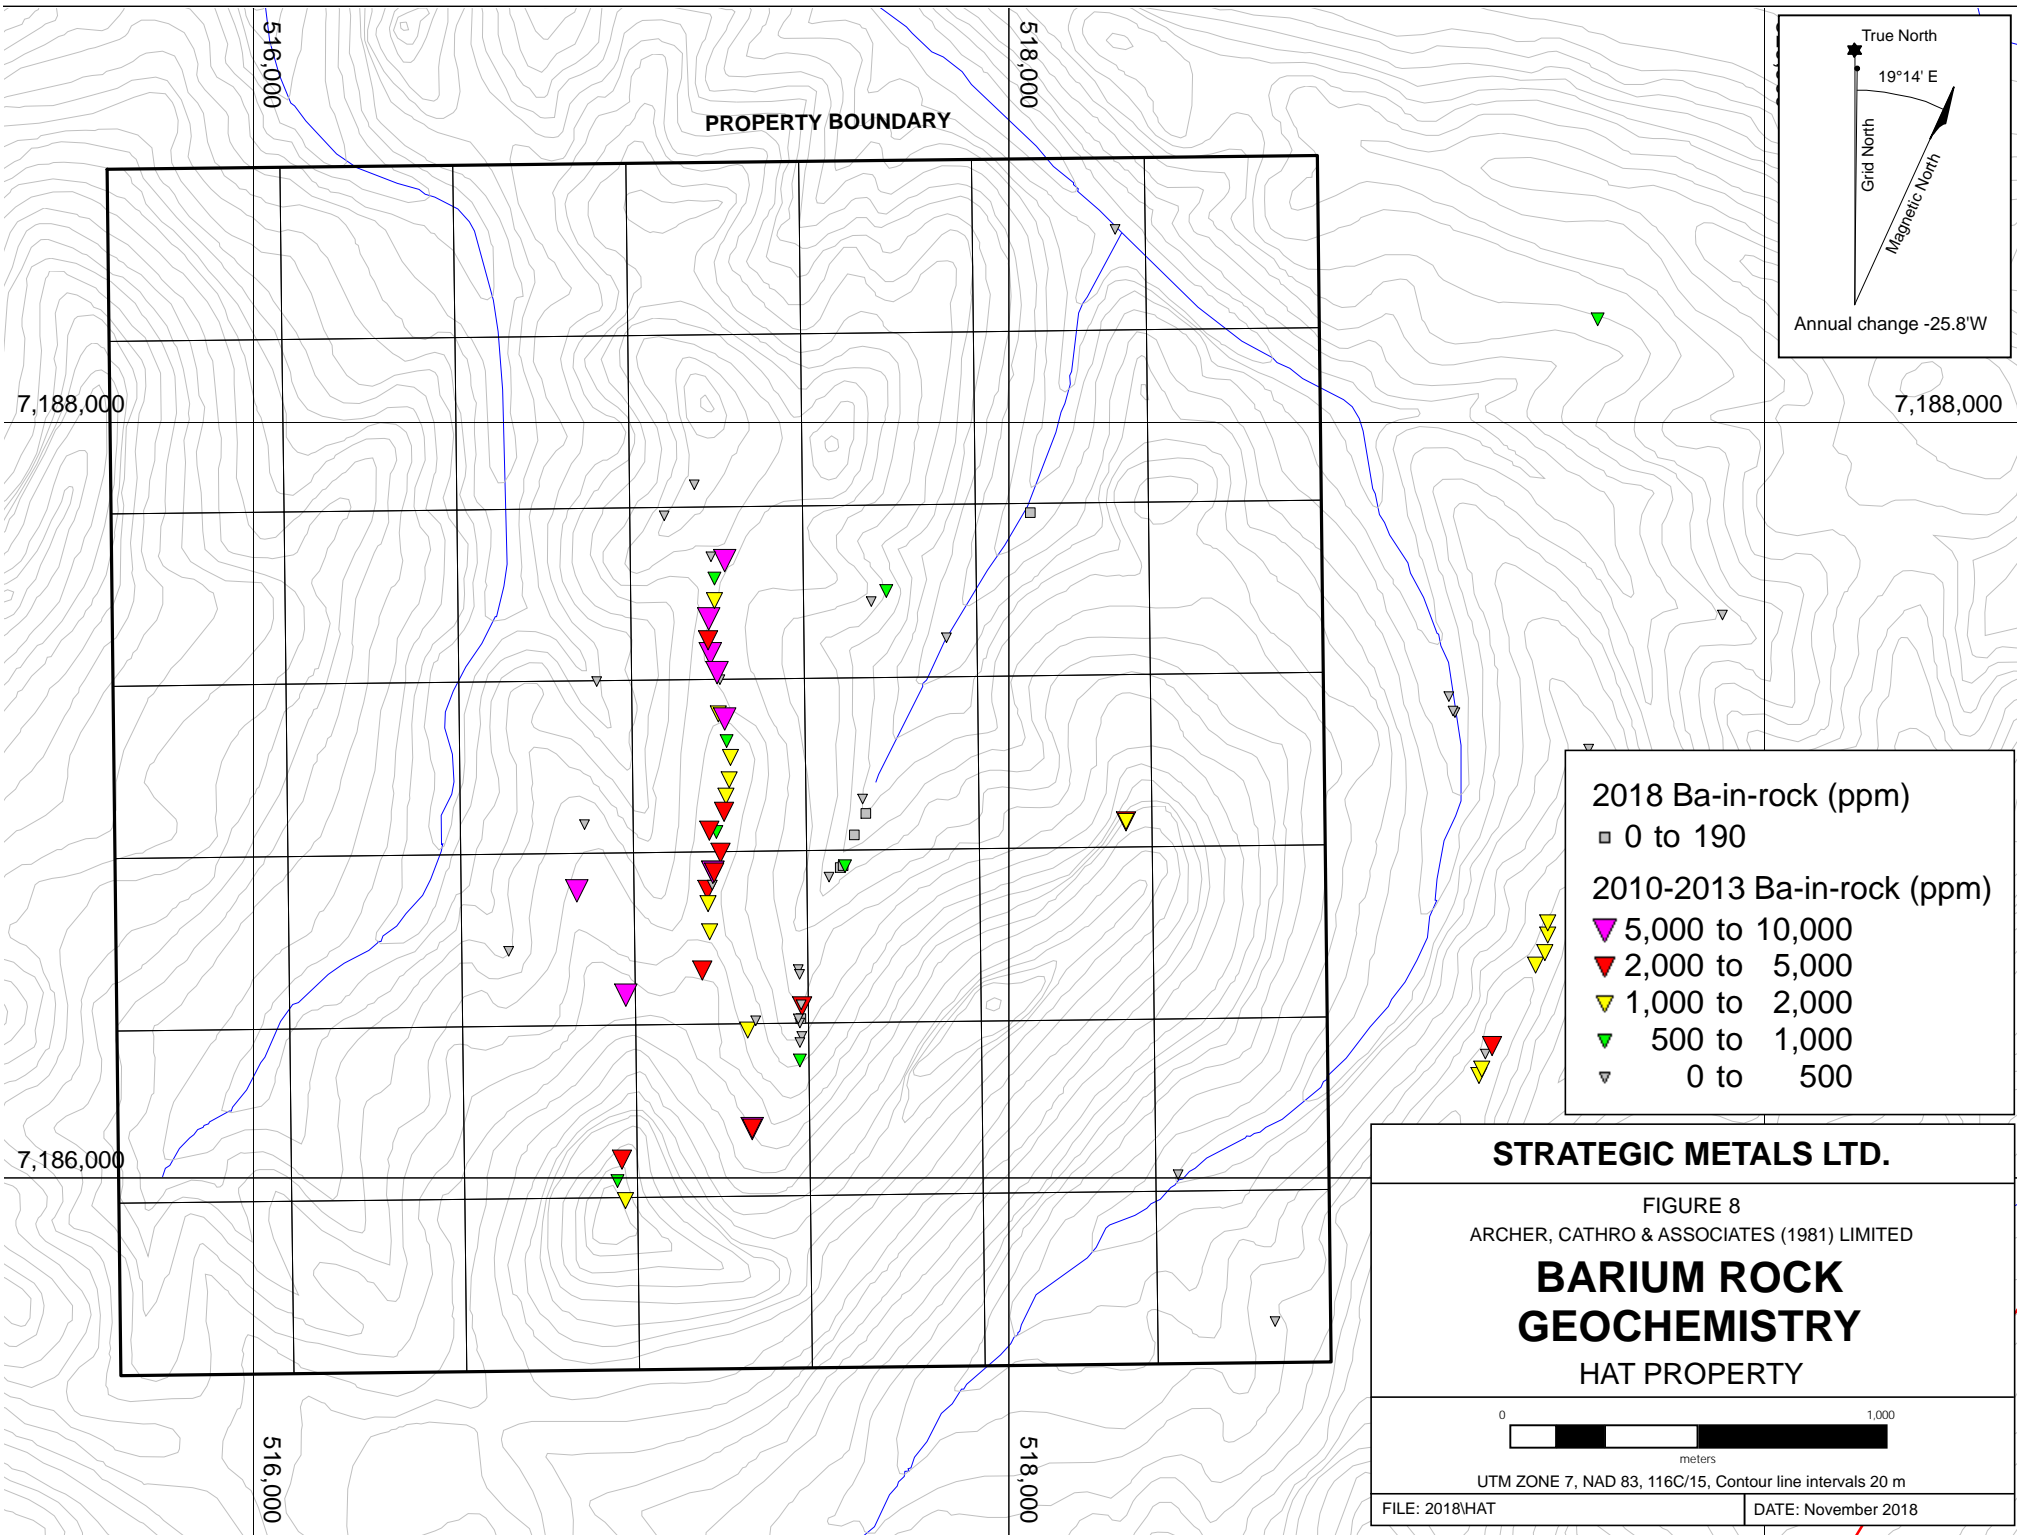 516,000
518,000
True North
19°14' E
Grid North
Magnetic North
Annual change -25.8'W
PROPERTY BOUNDARY
7,188,000
7,188,000
2018 Ba-in-rock (ppm)
0 to 190
2010-2013 Ba-in-rock (ppm)
5,000 to 10,000
2,000 to 5,000
1,000 to 2,000
500 to 1,000
0 to 500
7,186,000
STRATEGIC METALS LTD.
FIGURE 8
ARCHER, CATHRO & ASSOCIATES (1981) LIMITED
BARIUM ROCK
GEOCHEMISTRY
HAT PROPERTY
0 1,000
meters
UTM ZONE 7, NAD 83, 116C/15, Contour line intervals 20 m
FILE: 2018\HAT
DATE: November 2018
516,000
518,000